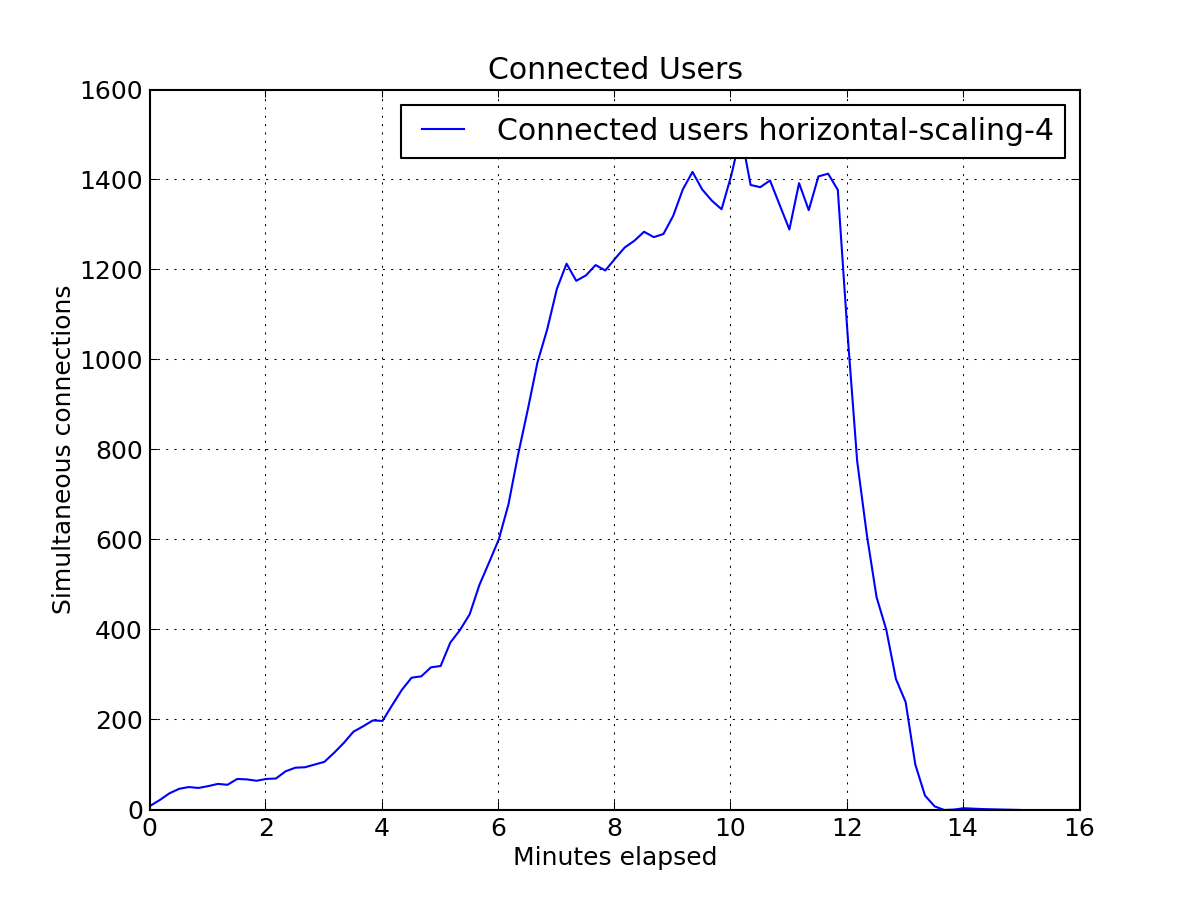 Connected Users
Connected users horizontal-scaling-4
1600
1400
1200
1000
800
600
400
200
0
Simultaneous connections
0 2 4 6 8 10 12 14 16
Minutes elapsed